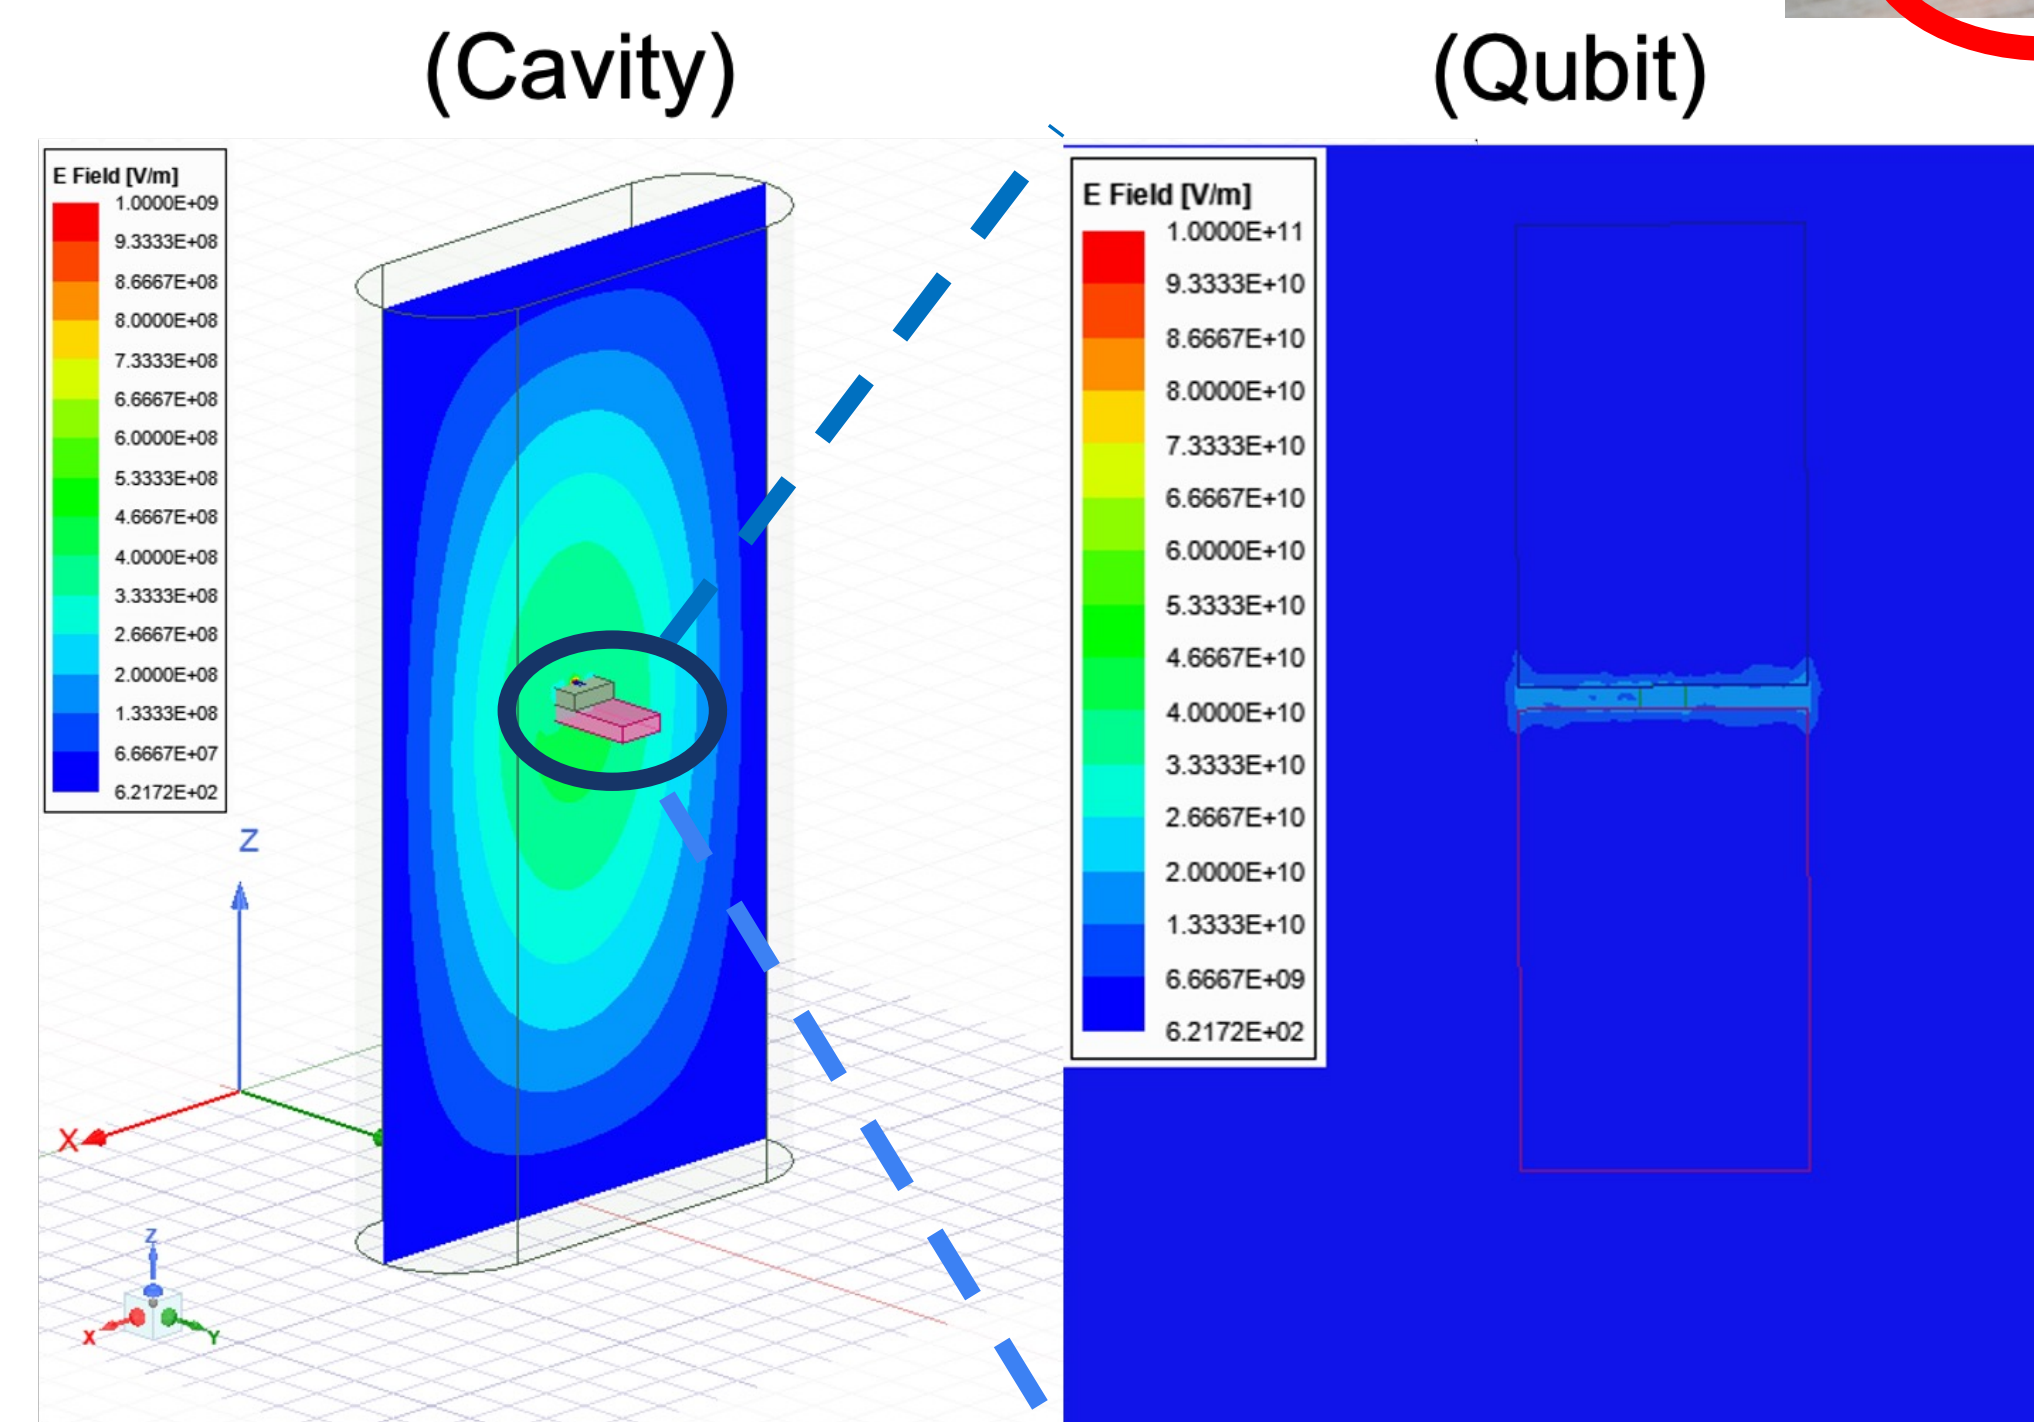 (Cavity)
(Qubit)
E Field [V/m]
1.0000E+09
9.3333E+08
8.6667E+08
8.0000E+08
7.3333E+08
6.6667E+08
6.0000E+08
5.3333E+08
4.6667E+08
4.0000E+08
3.3333E+08
2.6667E+08
2.0000E+08
1.3333E+08
6.6667E+07
6.2172E+02
Z
X
Z
X
Y
E Field [V/m]
1.0000E+11
9.3333E+10
8.6667E+10
8.0000E+10
7.3333E+10
6.6667E+10
6.0000E+10
5.3333E+10
4.6667E+10
4.0000E+10
3.3333E+10
2.6667E+10
2.0000E+10
1.3333E+10
6.6667E+09
6.2172E+02